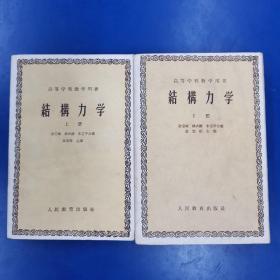 高等学校教学用書
結構力学
上册
人民教育出版社
高等学校教学用書
結構力学
下册
人民教育出版社